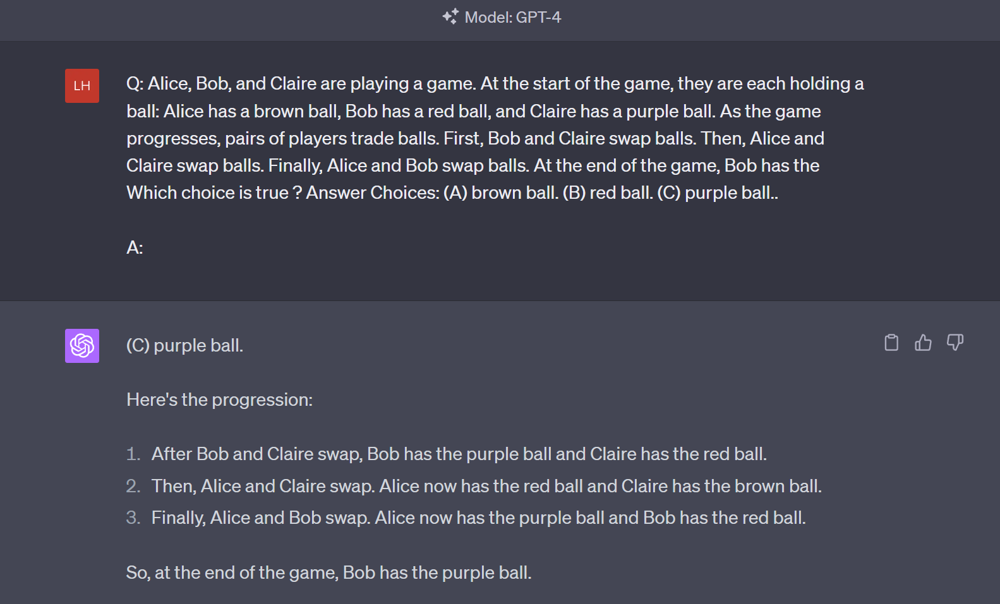 Model: GPT-4
LH
Q: Alice, Bob, and Claire are playing a game. At the start of the game, they are each holding a
ball: Alice has a brown ball, Bob has a red ball, and Claire has a purple ball. As the game
progresses, pairs of players trade balls. First, Bob and Claire swap balls. Then, Alice and
Claire swap balls. Finally, Alice and Bob swap balls. At the end of the game, Bob has the
Which choice is true ? Answer Choices: (A) brown ball. (B) red ball. (C) purple ball..
A:
(C) purple ball.
Here's the progression:
1. After Bob and Claire swap, Bob has the purple ball and Claire has the red ball.
2. Then, Alice and Claire swap. Alice now has the red ball and Claire has the brown ball.
3. Finally, Alice and Bob swap. Alice now has the purple ball and Bob has the red ball.
So, at the end of the game, Bob has the purple ball.